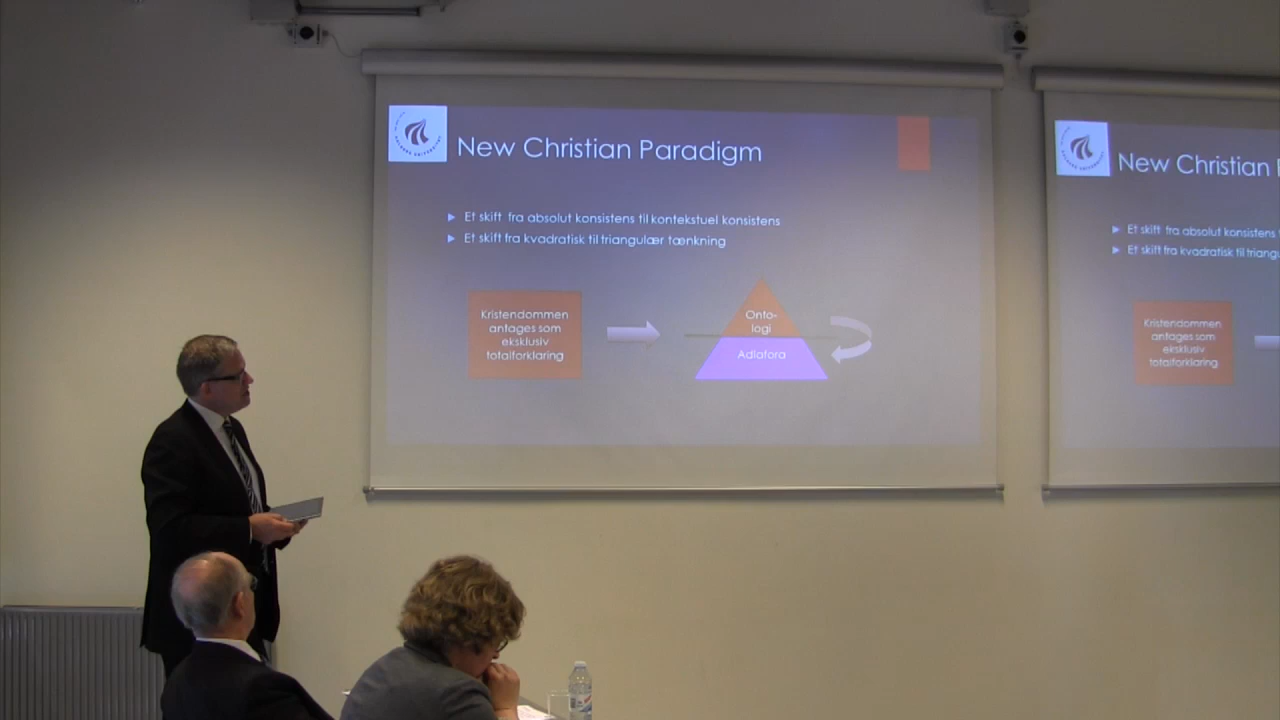 New Christian Paradigm
Et skift fra absolut konsistens til kontekstuel konsistens
Et skift fra kvadratisk til triangulær tænkning
Kristendommen
antages som
eksklusiv
totalforklaring
Onto-
logi
Adiafora
New Christian
Et skift fra absolut konsistens
Et skift fra kvadratisk til triang
Kristendommen
antages som
eksklusiv
totalforklaring